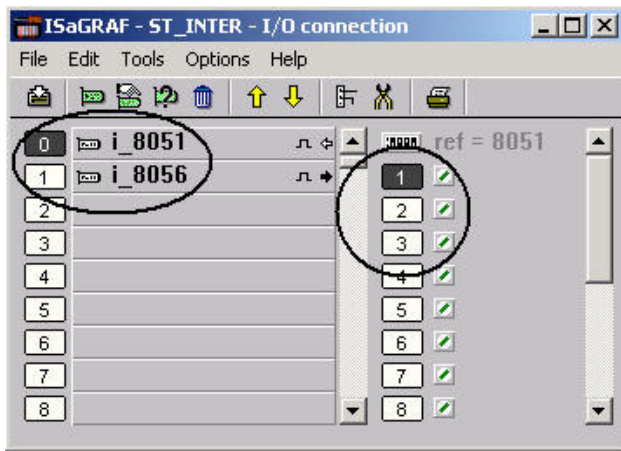 ISaGRAF - ST_INTER - I/O connection
File Edit Tools Options Help
0 i_8051 ref = 8051
1 i_8056 1
2 2
3 3
4 4
5 5
6 6
7 7
8 8